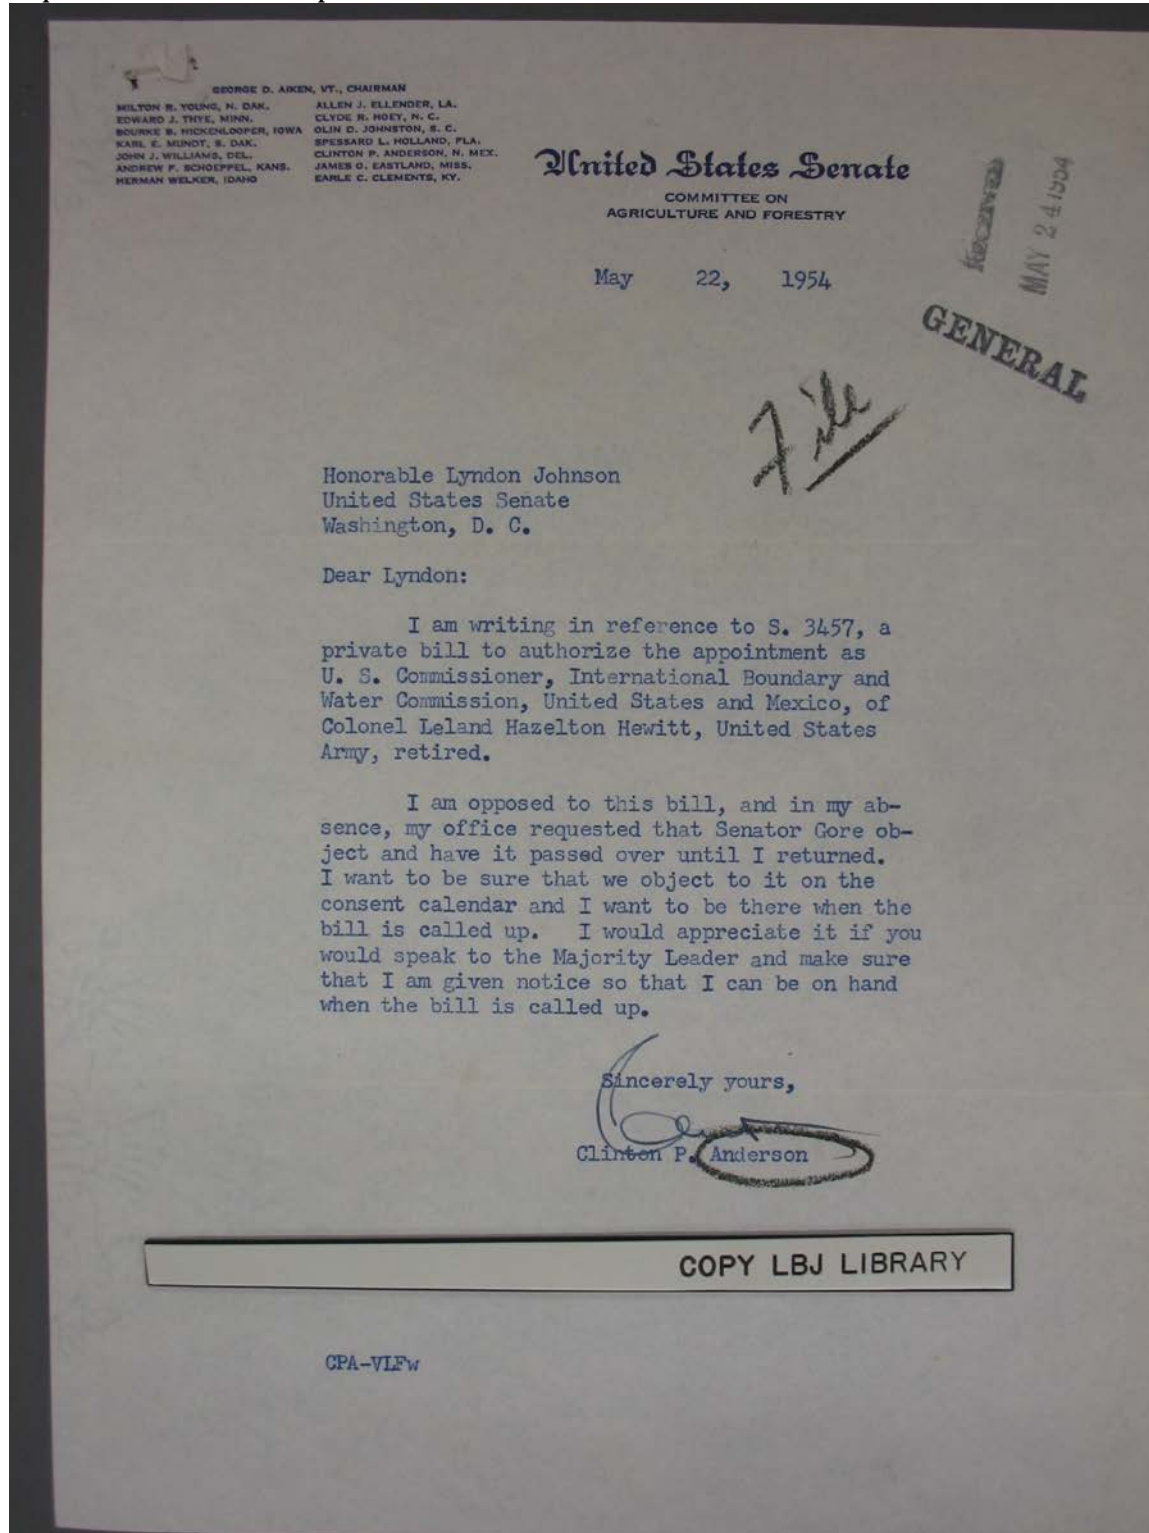 GEORGE D. AIKEN, VT., CHAIRMAN
MILTON R. YOUNG, N. DAK.
EDWARD J. THYE, MINN.
BOURKE B. HICKENLOOPER, IOWA
KARL E. MUNDT, S. DAK.
JOHN J. WILLIAMS, DEL.
ANDREW F. SCHOEPPEL, KANS.
HERMAN WELKER, IDAHO
ALLEN J. ELLENDER, LA.
CLYDE R. HOEY, N. C.
OLIN D. JOHNSTON, S. C.
SPESSARD L. HOLLAND, FLA.
CLINTON P. ANDERSON, N. MEX.
JAMES O. EASTLAND, MISS.
EARLE C. CLEMENTS, KY.
United States Senate
COMMITTEE ON
AGRICULTURE AND FORESTRY
RECEIVED
MAY 24 1954
May 22, 1954
GENERAL
File
Honorable Lyndon Johnson
United States Senate
Washington, D. C.
Dear Lyndon:
I am writing in reference to S. 3457, a
private bill to authorize the appointment as
U. S. Commissioner, International Boundary and
Water Commission, United States and Mexico, of
Colonel Leland Hazelton Hewitt, United States
Army, retired.
I am opposed to this bill, and in my ab-
sence, my office requested that Senator Gore ob-
ject and have it passed over until I returned.
I want to be sure that we object to it on the
consent calendar and I want to be there when the
bill is called up. I would appreciate it if you
would speak to the Majority Leader and make sure
that I am given notice so that I can be on hand
when the bill is called up.
Sincerely yours,
Clinton P. Anderson
COPY LBJ LIBRARY
CPA-VLFw